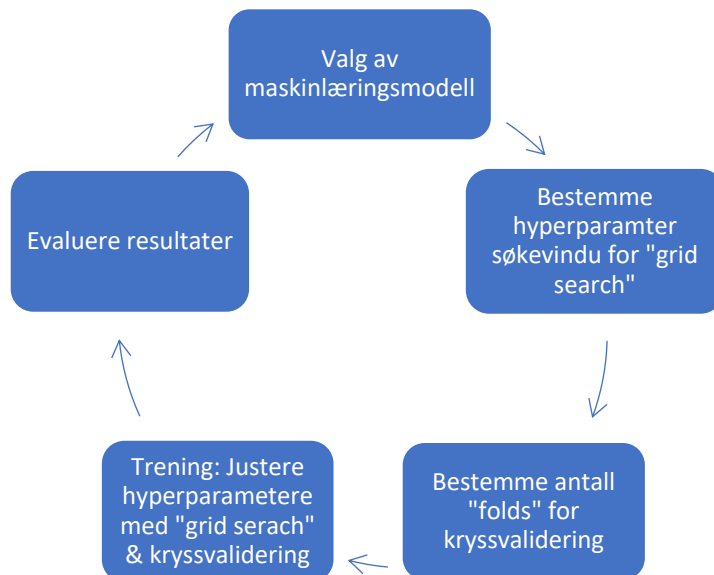 Valg av
maskinlæringsmodell
Bestemme
hyperparamter
søkevindu for "grid
search"
Bestemme antall
"folds" for
kryssvalidering
Trening: Justere
hyperparametere
med "grid serach"
& kryssvalidering
Evaluere resultater